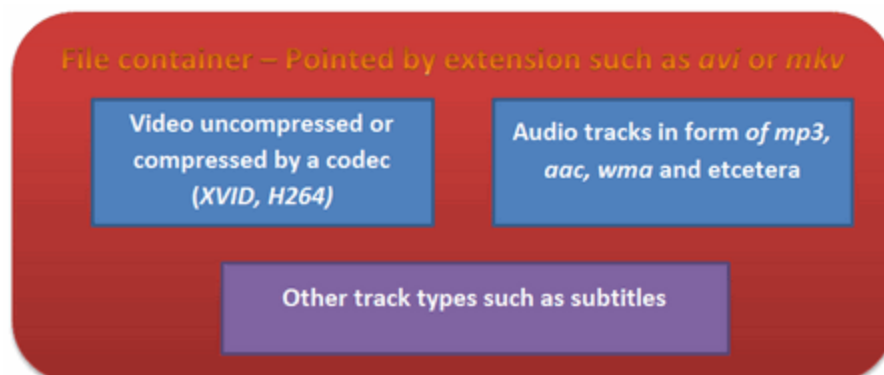 File container – Pointed by extension such as avi or mkv
Video uncompressed or
compressed by a codec
(XVID, H264)
Audio tracks in form of mp3,
aac, wma and etcetera
Other track types such as subtitles